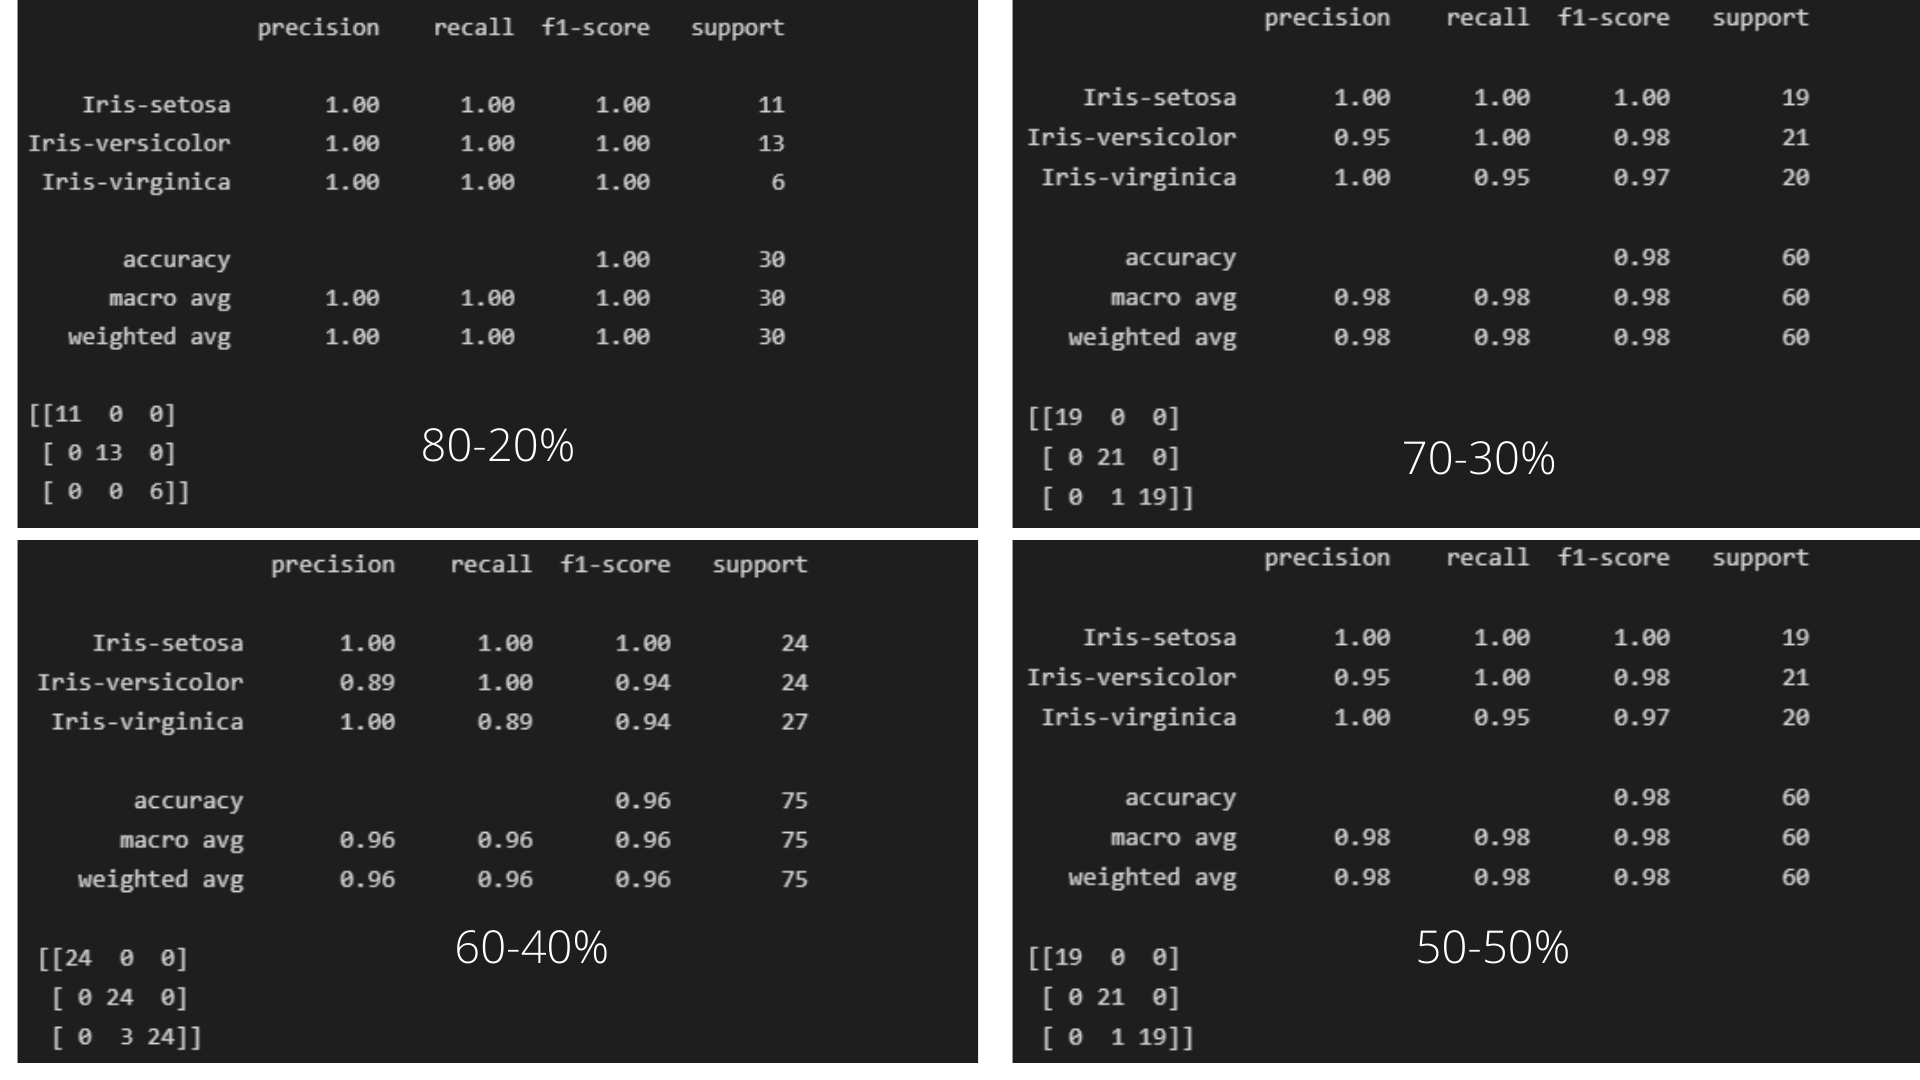 precision recall f1-score support
Iris-setosa 1.00 1.00 1.00 11
Iris-versicolor 1.00 1.00 1.00 13
Iris-virginica 1.00 1.00 1.00 6
accuracy 1.00 30
macro avg 1.00 1.00 1.00 30
weighted avg 1.00 1.00 1.00 30
[[11 0 0]
[ 0 13 0]
[ 0 0 6]]
80-20%
precision recall f1-score support
Iris-setosa 1.00 1.00 1.00 19
Iris-versicolor 0.95 1.00 0.98 21
Iris-virginica 1.00 0.95 0.97 20
accuracy 0.98 60
macro avg 0.98 0.98 0.98 60
weighted avg 0.98 0.98 0.98 60
[[19 0 0]
[ 0 21 0]
[ 0 1 19]]
70-30%
precision recall f1-score support
Iris-setosa 1.00 1.00 1.00 24
Iris-versicolor 0.89 1.00 0.94 24
Iris-virginica 1.00 0.89 0.94 27
accuracy 0.96 75
macro avg 0.96 0.96 0.96 75
weighted avg 0.96 0.96 0.96 75
[[24 0 0]
[ 0 24 0]
[ 0 3 24]]
60-40%
precision recall f1-score support
Iris-setosa 1.00 1.00 1.00 19
Iris-versicolor 0.95 1.00 0.98 21
Iris-virginica 1.00 0.95 0.97 20
accuracy 0.98 60
macro avg 0.98 0.98 0.98 60
weighted avg 0.98 0.98 0.98 60
[[19 0 0]
[ 0 21 0]
[ 0 1 19]]
50-50%